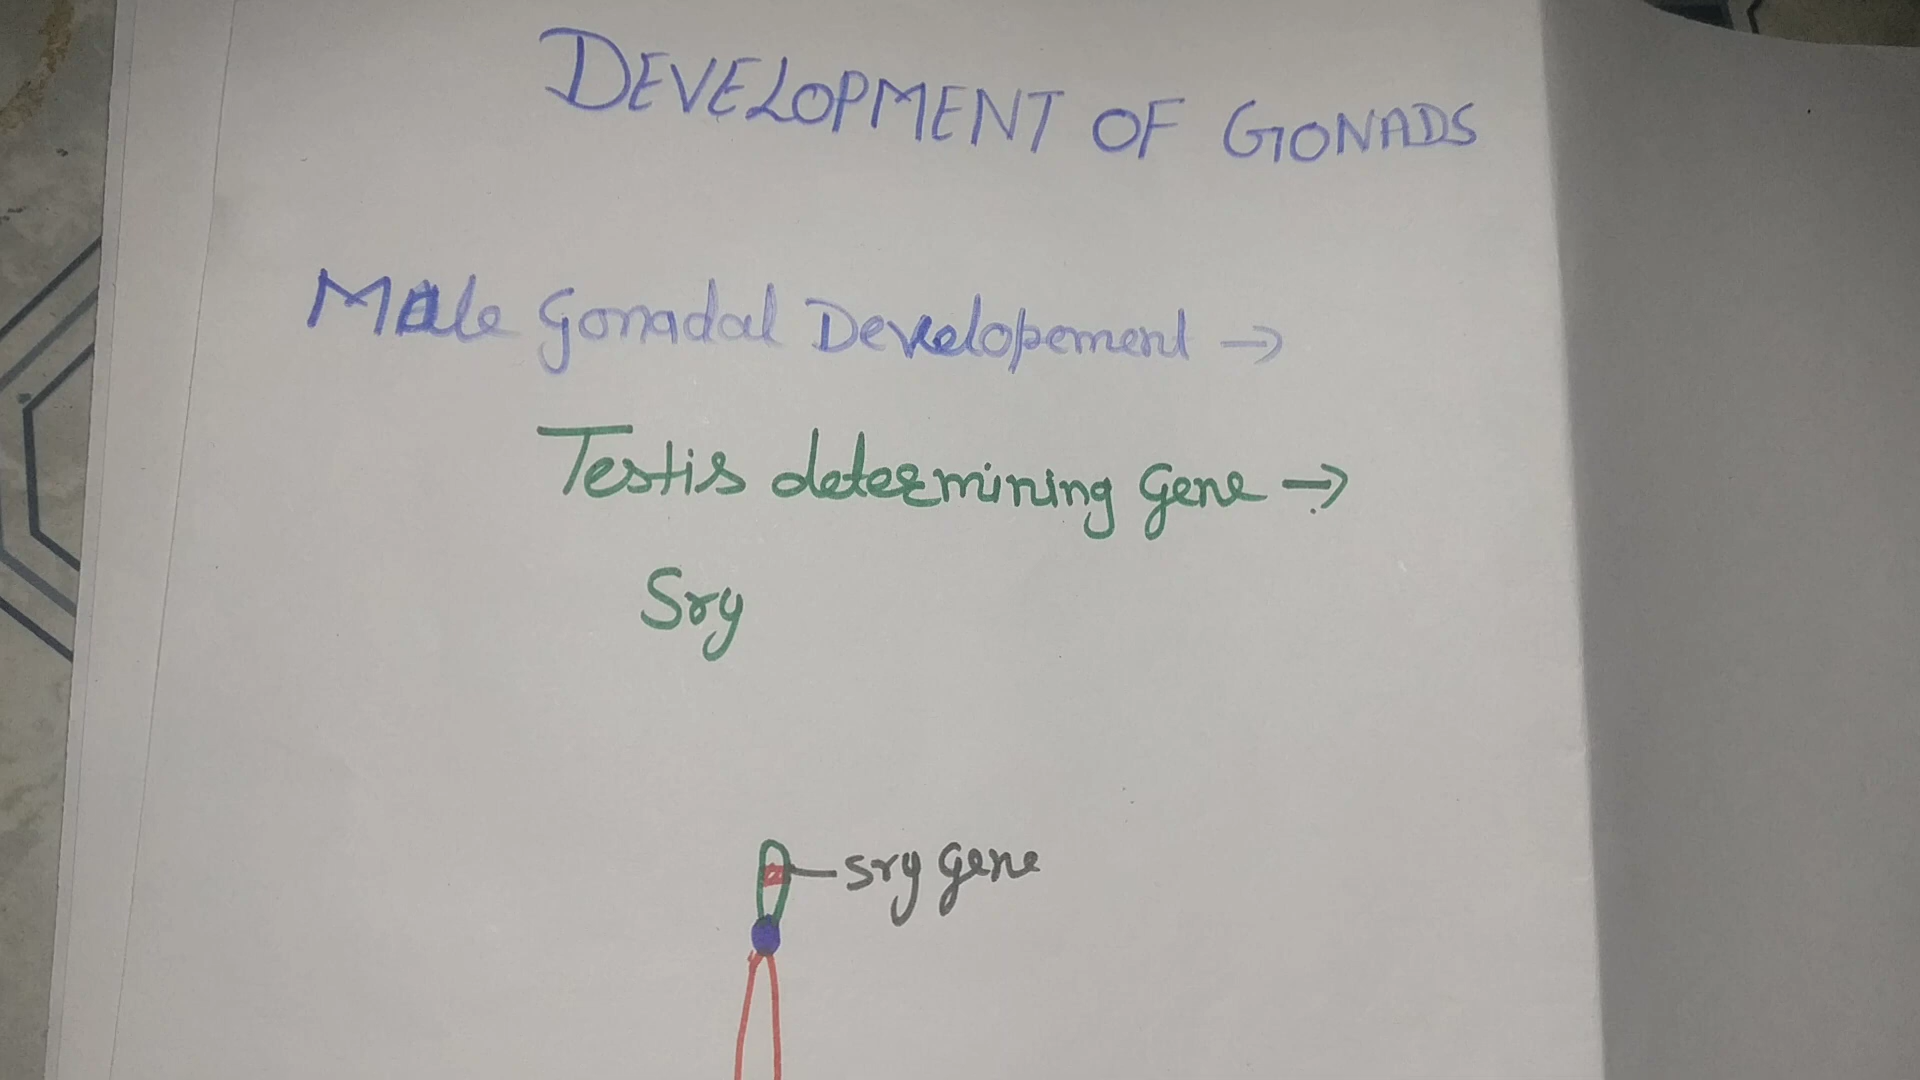 DEVELOPMENT OF GONADS
Male Gonadal Developement →
Testis determining Gene →
Sry
sry gene